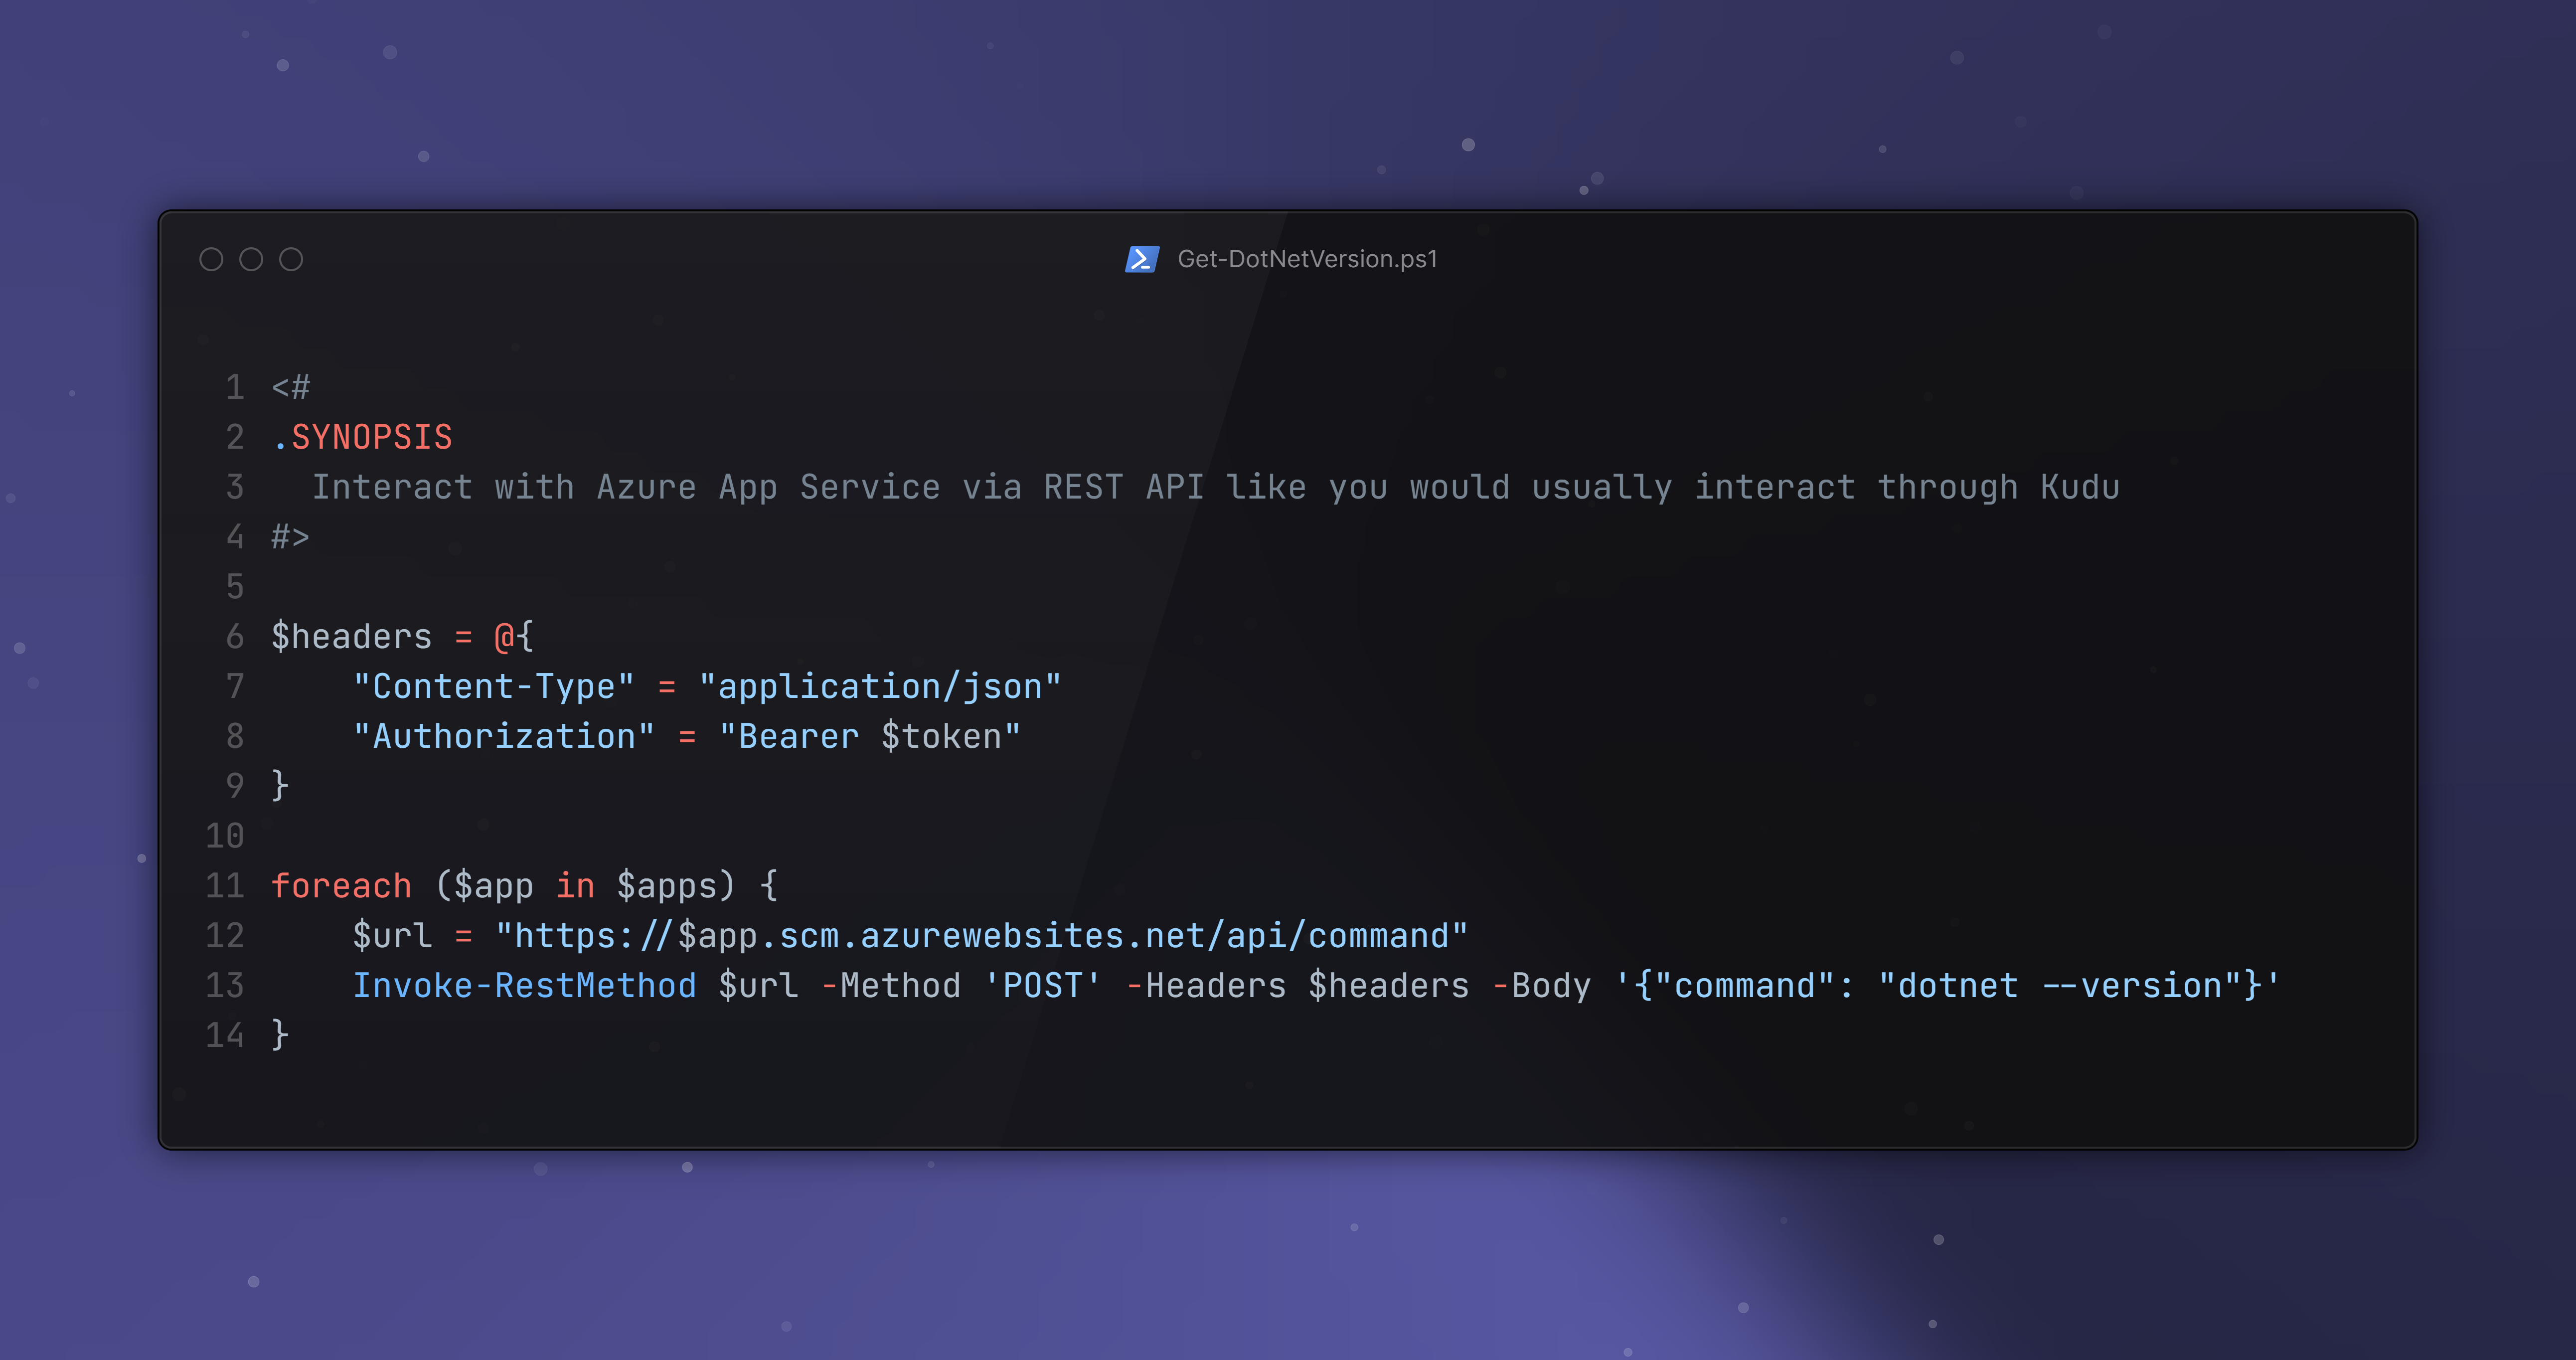 Get-DotNetVersion.ps1
1 <#
2 .SYNOPSIS
3   Interact with Azure App Service via REST API like you would usually interact through Kudu
4 #>
5
6 $headers = @{
7     "Content-Type" = "application/json"
8     "Authorization" = "Bearer $token"
9 }
10
11 foreach ($app in $apps) {
12     $url = "https://$app.scm.azurewebsites.net/api/command"
13     Invoke-RestMethod $url -Method 'POST' -Headers $headers -Body '{"command": "dotnet --version"}'
14 }